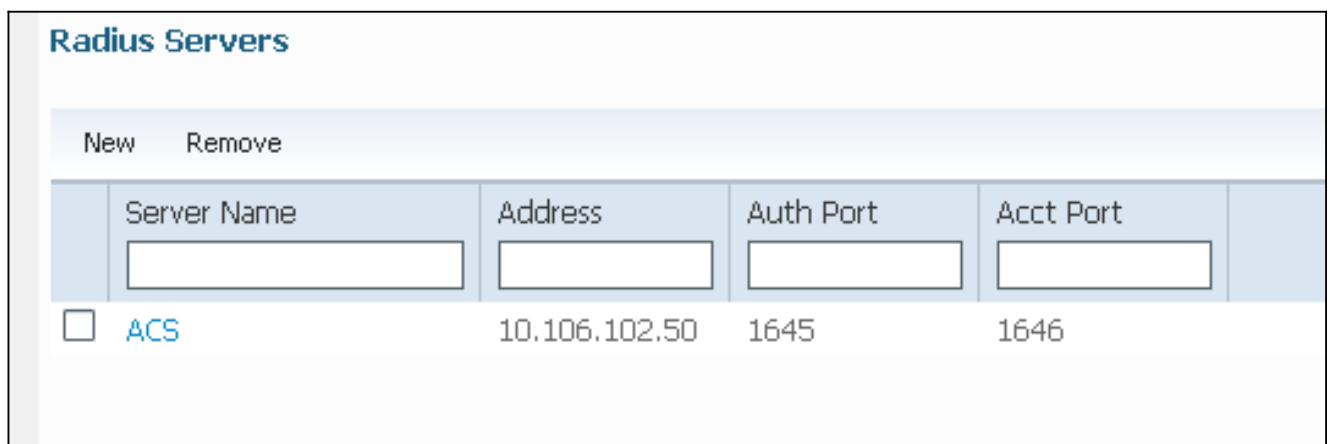 Radius Servers
New Remove
Server Name Address Auth Port Acct Port
ACS 10.106.102.50 1645 1646